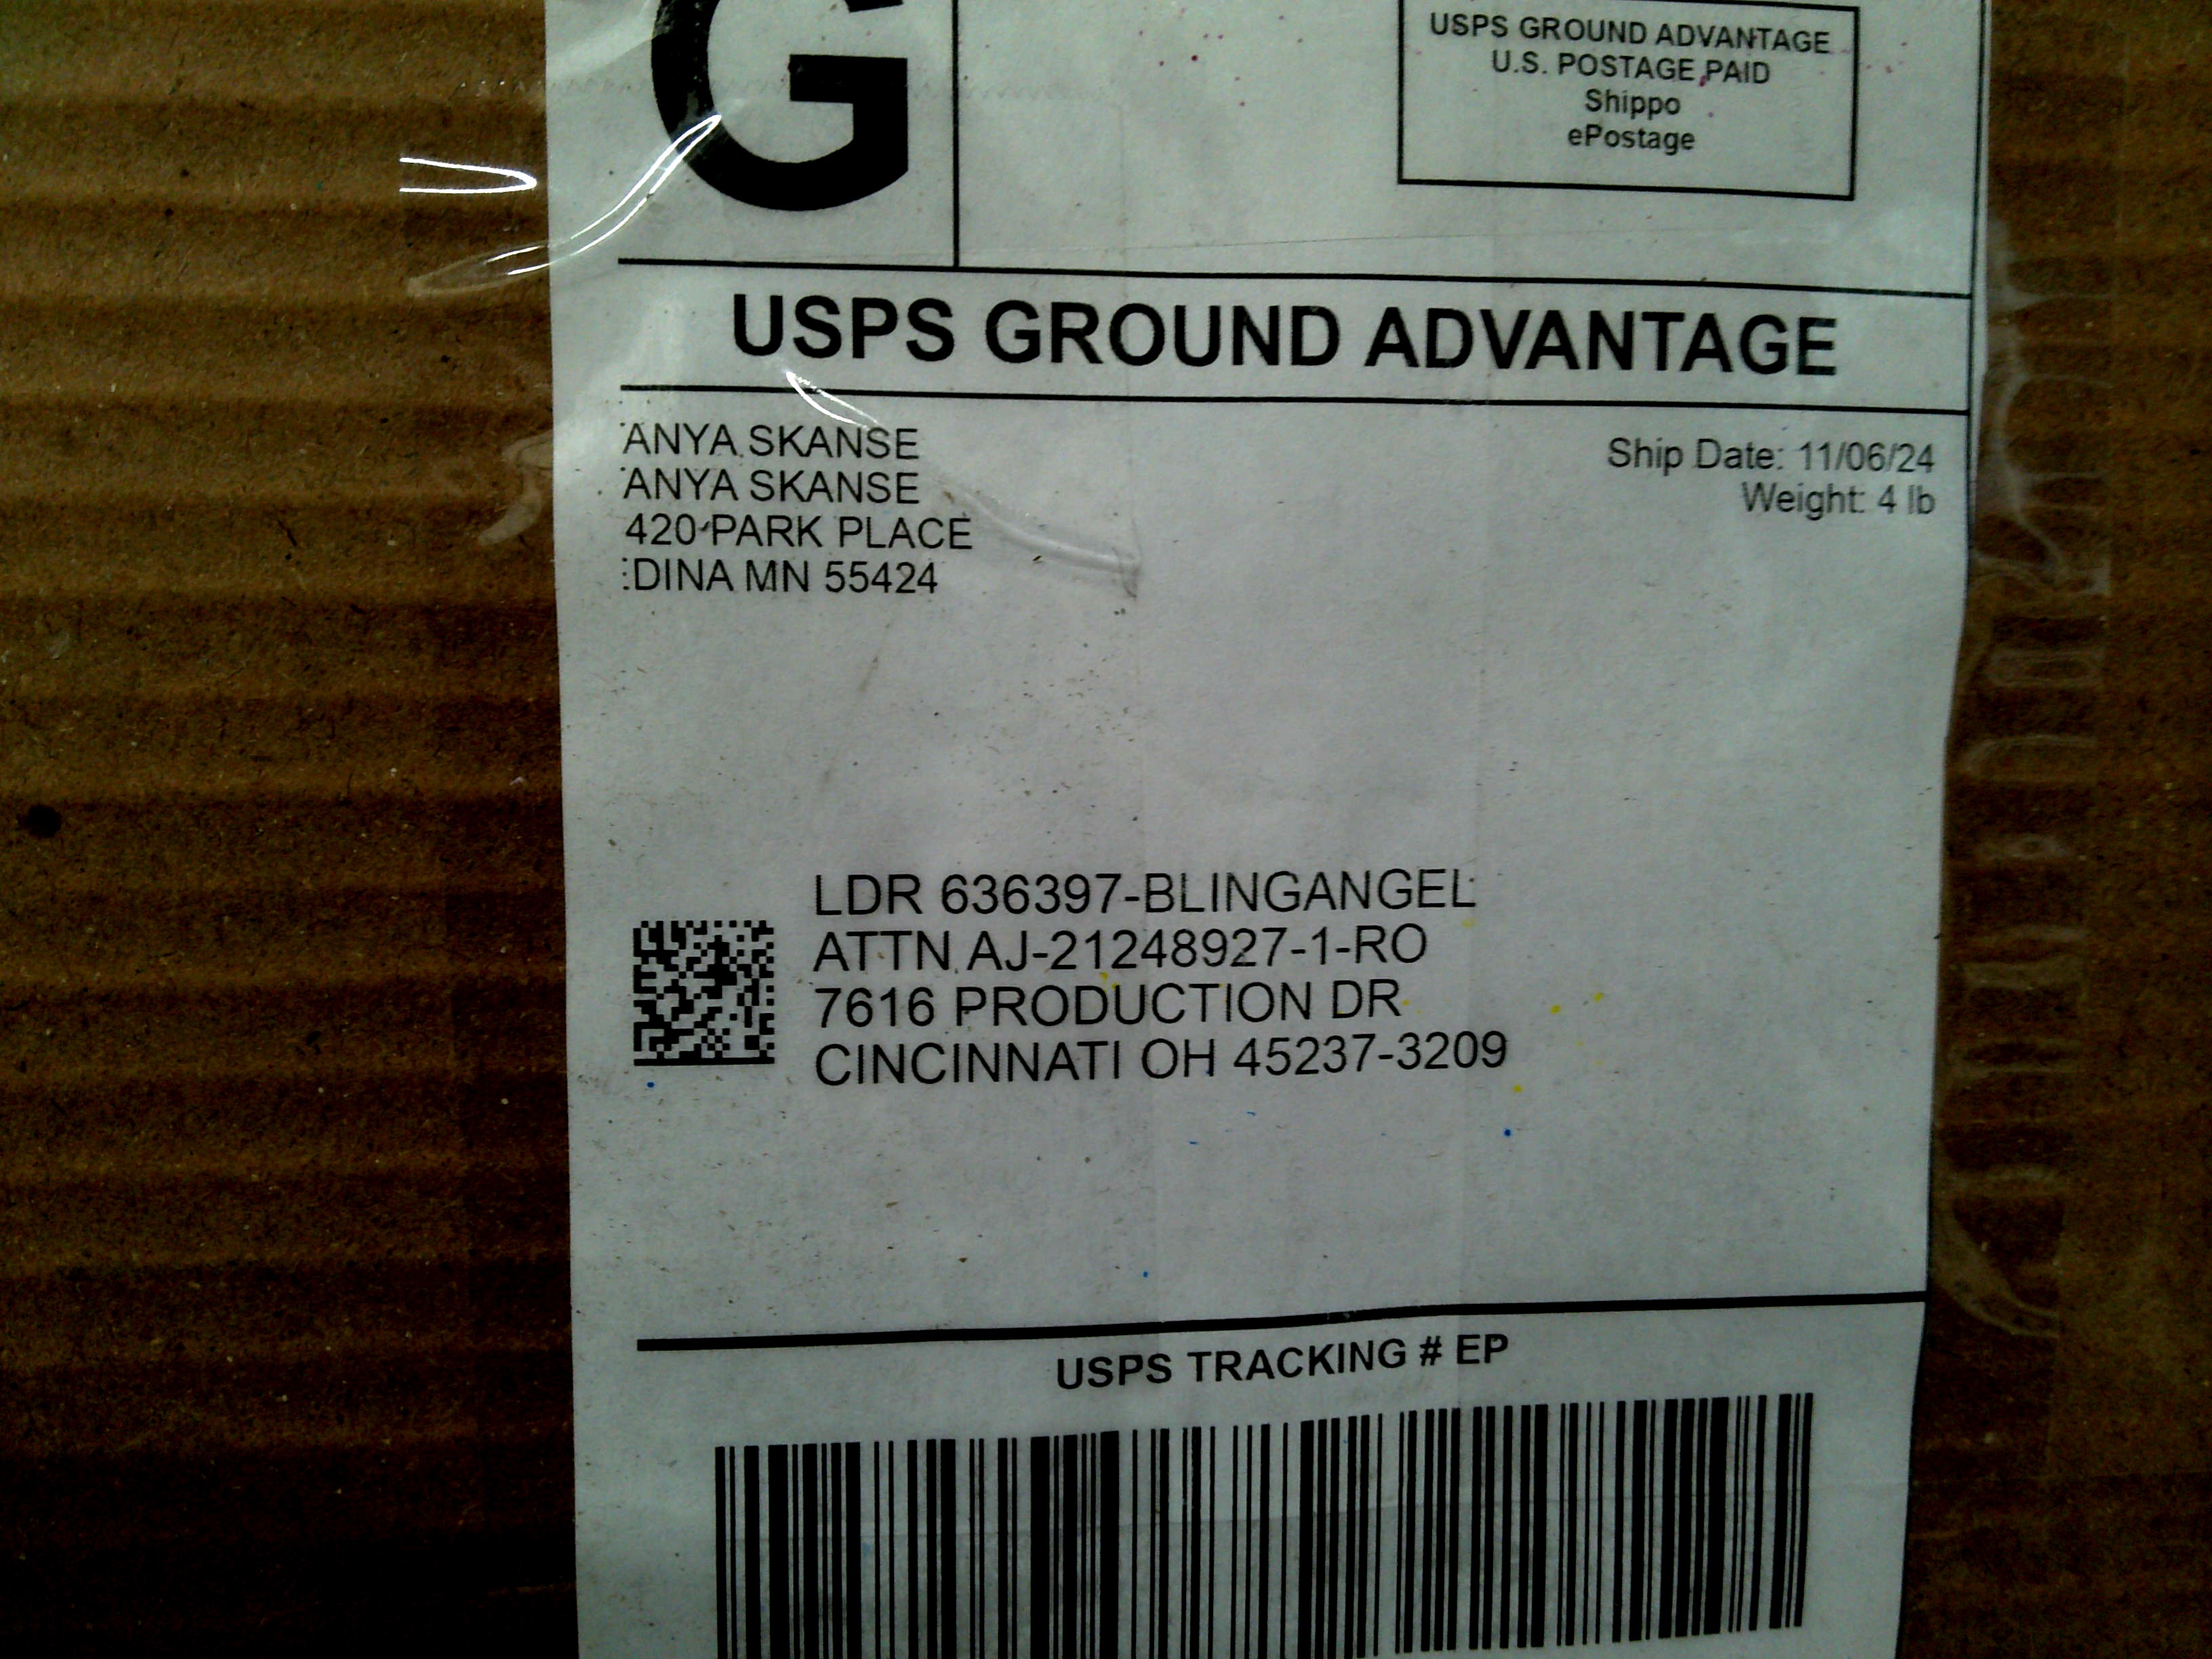 G
USPS GROUND ADVANTAGE
U.S. POSTAGE PAID
Shippo
ePostage
USPS GROUND ADVANTAGE
ANYA SKANSE
ANYA SKANSE
420 PARK PLACE
DINA MN 55424
Ship Date: 11/06/24
Weight: 4 lb
LDR 636397-BLINGANGEL
ATTN AJ-21248927-1-RO
7616 PRODUCTION DR
CINCINNATI OH 45237-3209
USPS TRACKING # EP